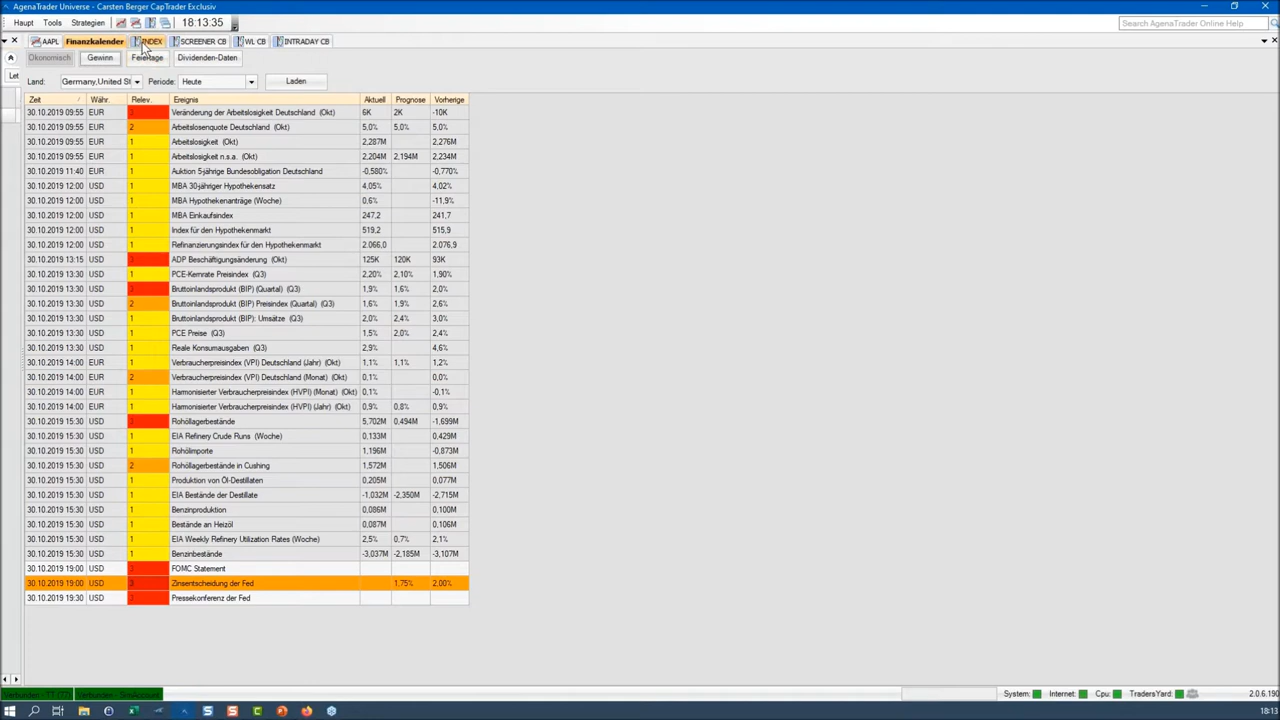 AgenaTrader Universe - Carsten Berger CapTrader Exclusiv
Haupt Tools Strategien 18:13:35 Search AgenaTrader Online Help
AAPL Finanzkalender INDEX SCREENER CB WL CB INTRADAY CB
Ökonomisch Gewinn Feiertage Dividenden-Daten
Let
Land: Germany,United St Periode: Heute Laden
Zeit Währ. Relev. Ereignis Aktuell Prognose Vorherige
30.10.2019 09:55 EUR 3 Veränderung der Arbeitslosigkeit Deutschland (Okt) 6K 2K -10K
30.10.2019 09:55 EUR 2 Arbeitslosenquote Deutschland (Okt) 5,0% 5,0% 5,0%
30.10.2019 09:55 EUR 1 Arbeitslosigkeit (Okt) 2,287M 2,276M
30.10.2019 09:55 EUR 1 Arbeitslosigkeit n.s.a. (Okt) 2,204M 2,194M 2,234M
30.10.2019 11:40 EUR 1 Auktion 5-jährige Bundesobligation Deutschland -0,580% -0,770%
30.10.2019 12:00 USD 1 MBA 30-jähriger Hypothekensatz 4,05% 4,02%
30.10.2019 12:00 USD 1 MBA Hypothekenanträge (Woche) 0,6% -11,9%
30.10.2019 12:00 USD 1 MBA Einkaufsindex 247,2 241,7
30.10.2019 12:00 USD 1 Index für den Hypothekenmarkt 519,2 515,9
30.10.2019 12:00 USD 1 Refinanzierungsindex für den Hypothekenmarkt 2.066,0 2.076,9
30.10.2019 13:15 USD 3 ADP Beschäftigungsänderung (Okt) 125K 120K 93K
30.10.2019 13:30 USD 1 PCE-Kernrate Preisindex (Q3) 2,20% 2,10% 1,90%
30.10.2019 13:30 USD 3 Bruttoinlandsprodukt (BIP) (Quartal) (Q3) 1,9% 1,6% 2,0%
30.10.2019 13:30 USD 2 Bruttoinlandsprodukt (BIP) Preisindex (Quartal) (Q3) 1,6% 1,9% 2,6%
30.10.2019 13:30 USD 1 Bruttoinlandsprodukt (BIP): Umsätze (Q3) 2,0% 2,4% 3,0%
30.10.2019 13:30 USD 1 PCE Preise (Q3) 1,5% 2,0% 2,4%
30.10.2019 13:30 USD 1 Reale Konsumausgaben (Q3) 2,9% 4,6%
30.10.2019 14:00 EUR 1 Verbraucherpreisindex (VPI) Deutschland (Jahr) (Okt) 1,1% 1,1% 1,2%
30.10.2019 14:00 EUR 2 Verbraucherpreisindex (VPI) Deutschland (Monat) (Okt) 0,1% 0,0%
30.10.2019 14:00 EUR 1 Harmonisierter Verbraucherpreisindex (HVPI) (Monat) (Okt) 0,1% -0,1%
30.10.2019 14:00 EUR 1 Harmonisierter Verbraucherpreisindex (HVPI) (Jahr) (Okt) 0,9% 0,8% 0,9%
30.10.2019 15:30 USD 3 Rohöllagerbestände 5,702M 0,494M -1,699M
30.10.2019 15:30 USD 1 EIA Refinery Crude Runs (Woche) 0,133M 0,429M
30.10.2019 15:30 USD 1 Rohölimporte 1,196M -0,873M
30.10.2019 15:30 USD 2 Rohöllagerbestände in Cushing 1,572M 1,506M
30.10.2019 15:30 USD 1 Produktion von Öl-Destillaten 0,205M 0,077M
30.10.2019 15:30 USD 1 EIA Bestände der Destillate -1,032M -2,350M -2,715M
30.10.2019 15:30 USD 1 Benzinproduktion 0,086M 0,100M
30.10.2019 15:30 USD 1 Bestände an Heizöl 0,087M 0,106M
30.10.2019 15:30 USD 1 EIA Weekly Refinery Utilization Rates (Woche) 2,5% 0,7% 2,1%
30.10.2019 15:30 USD 1 Benzinbestände -3,037M -2,185M -3,107M
30.10.2019 19:00 USD 3 FOMC Statement
30.10.2019 19:00 USD 3 Zinsentscheidung der Fed 1.75% 2.00%
30.10.2019 19:30 USD 3 Pressekonferenz der Fed
Verbunden - TT (77) Verbunden - SimAccount System: Internet: Cpu: TradersYard: 2.0.6.190
18:13